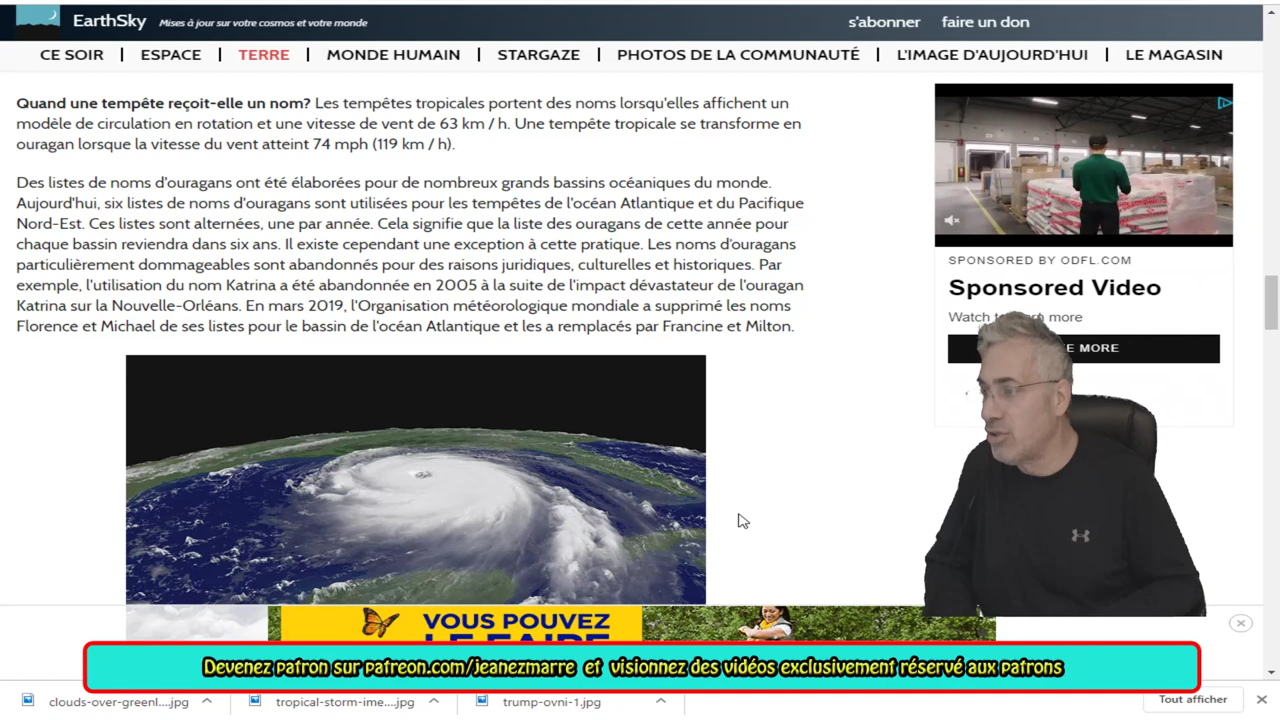 EarthSky Mises à jour sur votre cosmos et votre monde
s'abonner faire un don
CE SOIR | ESPACE | TERRE | MONDE HUMAIN | STARGAZE | PHOTOS DE LA COMMUNAUTÉ | L'IMAGE D'AUJOURD'HUI | LE MAGASIN
Quand une tempête reçoit-elle un nom? Les tempêtes tropicales portent des noms lorsqu'elles affichent un
modèle de circulation en rotation et une vitesse de vent de 63 km / h. Une tempête tropicale se transforme en
ouragan lorsque la vitesse du vent atteint 74 mph (119 km / h).
Des listes de noms d'ouragans ont été élaborées pour de nombreux grands bassins océaniques du monde.
Aujourd'hui, six listes de noms d'ouragans sont utilisées pour les tempêtes de l'océan Atlantique et du Pacifique
Nord-Est. Ces listes sont alternées, une par année. Cela signifie que la liste des ouragans de cette année pour
chaque bassin reviendra dans six ans. Il existe cependant une exception à cette pratique. Les noms d'ouragans
particulièrement dommageables sont abandonnés pour des raisons juridiques, culturelles et historiques. Par
exemple, l'utilisation du nom Katrina a été abandonnée en 2005 à la suite de l'impact dévastateur de l'ouragan
Katrina sur la Nouvelle-Orléans. En mars 2019, l'Organisation météorologique mondiale a supprimé les noms
Florence et Michael de ses listes pour le bassin de l'océan Atlantique et les a remplacés par Francine et Milton.
SPONSORED BY ODFL.COM
Sponsored Video
Watch to more
MORE
VOUS POUVEZ
LE FAIRE
Devenez patron sur patreon.com/jeanezmarre et visionnez des vidéos exclusivement réservé aux patrons
clouds-over-greenl....jpg
tropical-storm-ime....jpg
trump-ovni-1.jpg
Tout afficher